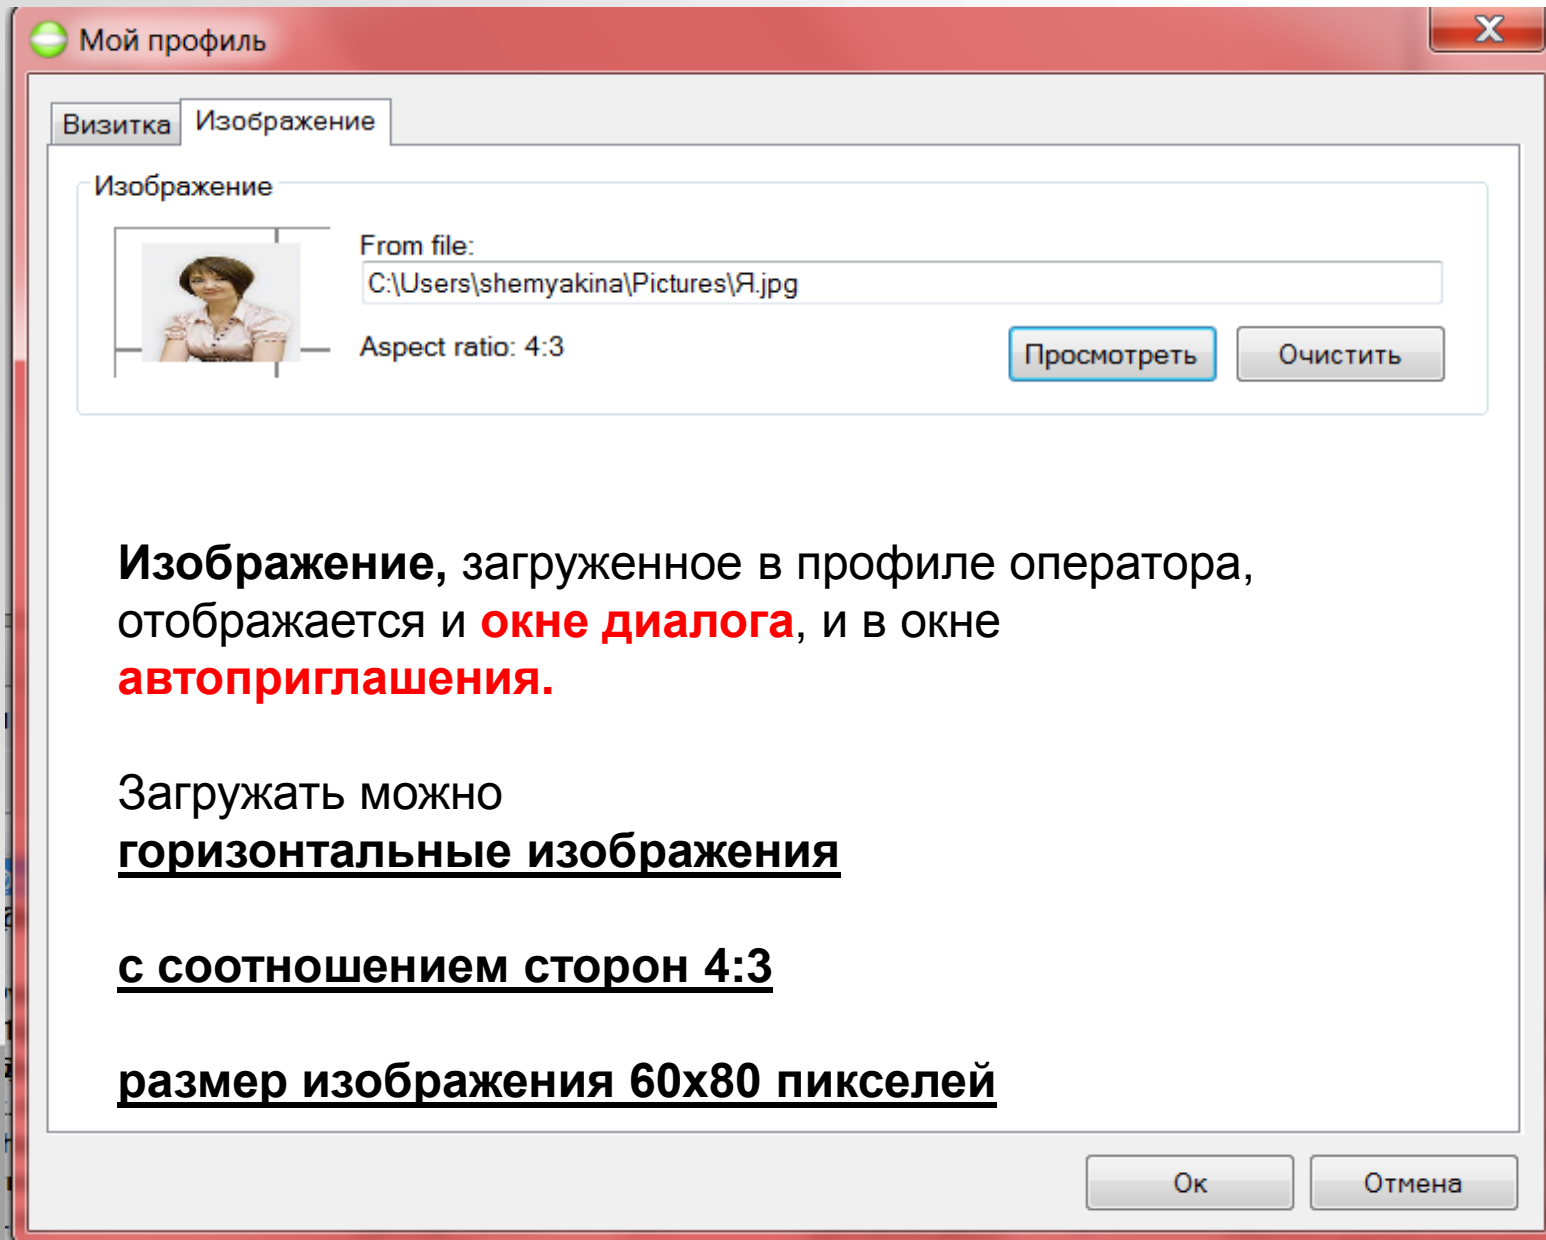 Мой профиль
Визитка
Изображение
Изображение
From file:
C:\Users\shemyakina\Pictures\Я.jpg
Aspect ratio: 4:3
Просмотреть
Очистить
Изображение, загруженное в профиле оператора,
отображается и окне диалога, и в окне
автоприглашения.
Загружать можно
горизонтальные изображения
с соотношением сторон 4:3
размер изображения 60х80 пикселей
Ок
Отмена